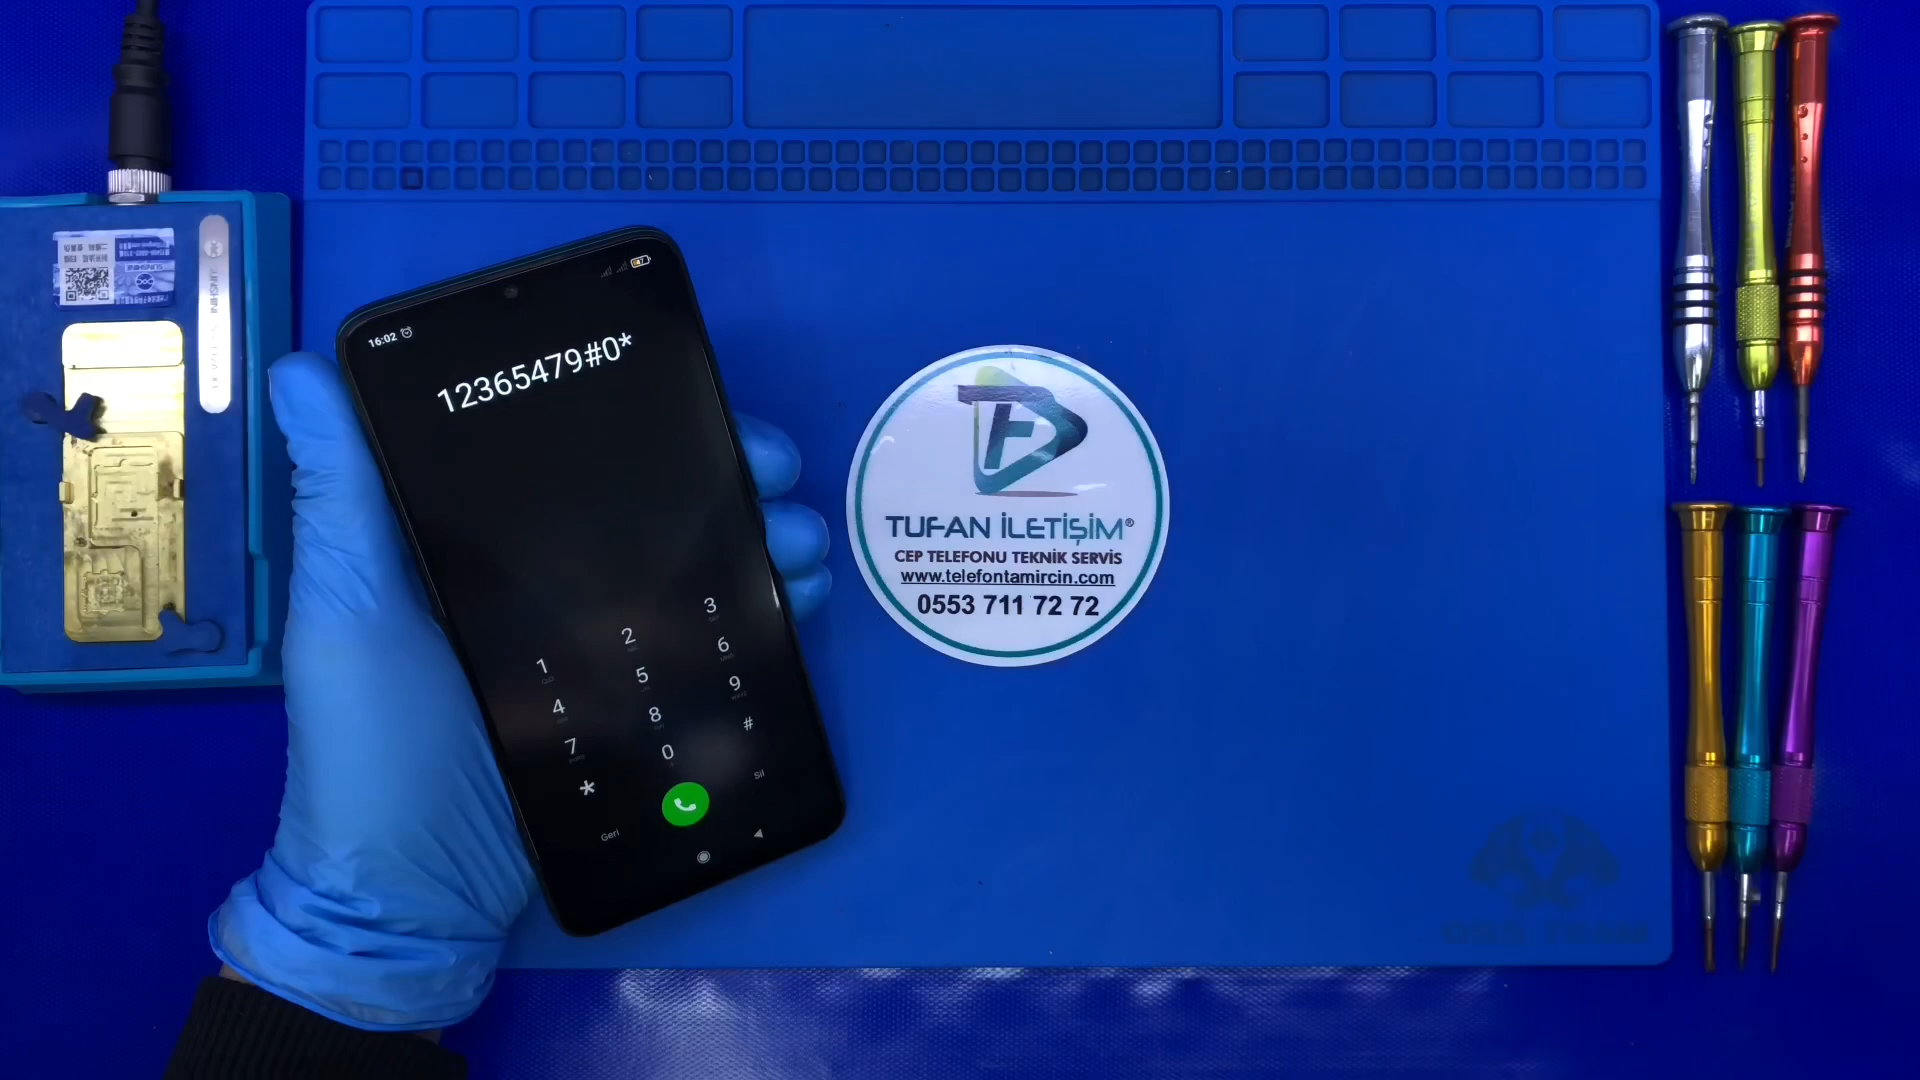 16:02
12365479#0*
1
2
3
4
5
6
7
8
9
*
0
#
Sil
Geri
TUFAN İLETİŞİM®
CEP TELEFONU TEKNİK SERVİS
www.telefontamircin.com
0553 711 72 72